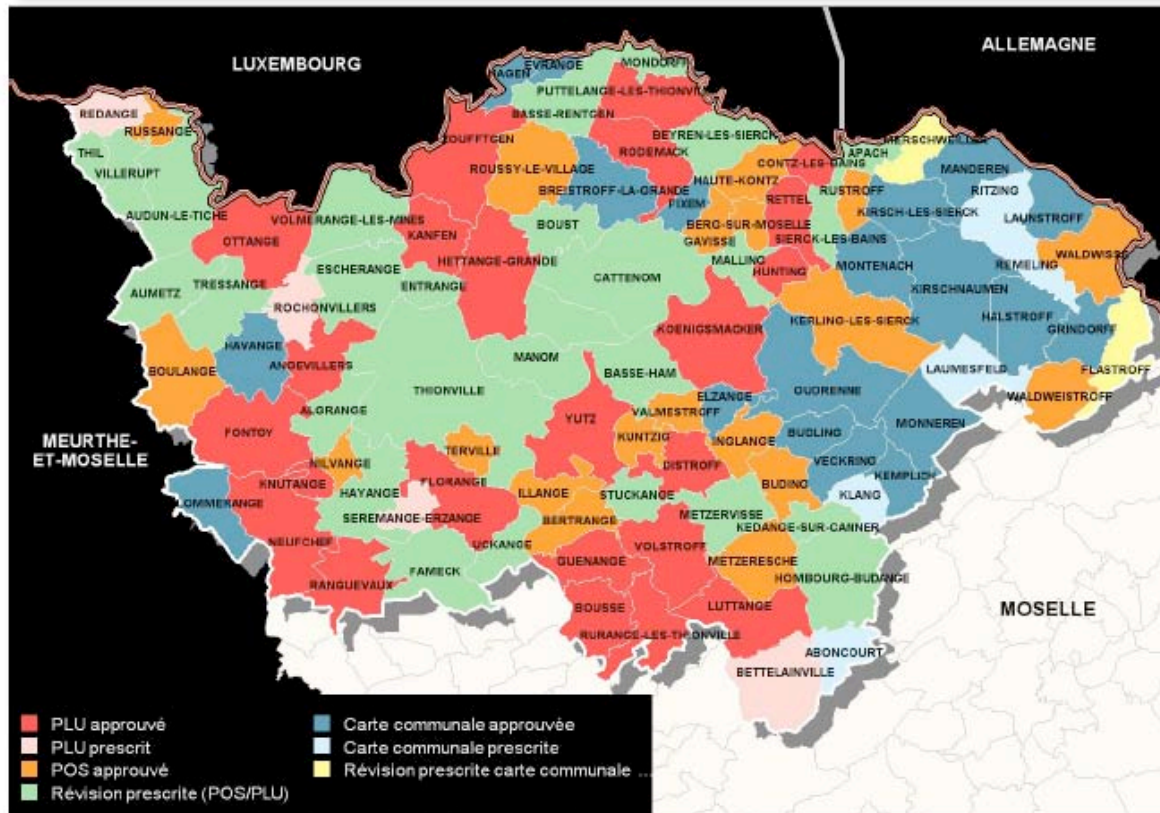 LUXEMBOURG
ALLEMAGNE
HAGEN
EVRANGE
MONDORFF
PUTTELANGE-LES-THIONVILL
REDANGE
RUSSANGE
BASSE-RENTGEN
ZOUFFTGEN
BEYREN-LES-SIERCK
MERSCHWEILLER
THIL
APACH
VILLERUPT
RODEMACK
CONTZ-LES-BAINS
MANDEREN
ROUSSY-LE-VILLAGE
HAUTE-KONTZ
RITZING
BREISTROFF-LA-GRANDE
RUSTROFF
FIXEM
RETTEL
KIRSCH-LES-SIERCK
LAUNSTROFF
AUDUN-LE-TICHE
VOLMERANGE-LES-MINES
BERG-SUR-MOSELLE
BOUST
KANFEN
OTTANGE
GAVISSE
SIERCK-LES-BAINS
WALDWISSE
HETTANGE-GRANDE
MALLING
MONTENACH
REMELING
ESCHERANGE
HUNTING
CATTENOM
TRESSANGE
ENTRANGE
KIRSCHNAUMEN
AUMETZ
ROCHONVILLERS
HALSTROFF
KERLING-LES-SIERCK
GRINDORFF
KOENIGSMACKER
HAVANGE
MANOM
ANGEVILLERS
BOULANGE
BASSE-HAM
LAUMESFELD
FLASTROFF
THIONVILLE
OUDRENNE
WALDWEISTROFF
ELZANGE
ALGRANGE
VALMESTROFF
YUTZ
MONNEREN
FONTOY
BUDLING
MEURTHE-
ET-MOSELLE
KUNTZIG
INGLANGE
TERVILLE
VECKRING
NILVANGE
DISTROFF
KEMPLICH
FLORANGE
KNUTANGE
BUDING
HAYANGE
ILLANGE
STUCKANGE
KLANG
LOMMERANGE
METZERVISSE
SEREMANGE-ERZANGE
BERTRANGE
KEDANGE-SUR-CANNER
NEUFCHEF
UCKANGE
VOLSTROFF
GUENANGE
METZERESCHE
FAMECK
HOMBOURG-BUDANGE
RANGUEVAUX
BOUSSE
LUTTANGE
MOSELLE
RURANGE-LES-THIONVILLE
ABONCOURT
BETTELAINVILLE
PLU approuvé
PLU prescrit
POS approuvé
Révision prescrite (POS/PLU)
Carte communale approuvée
Carte communale prescrite
Révision prescrite carte communale ...